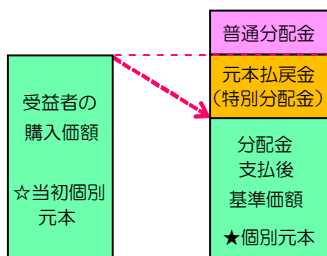 普通分配金
元本払戻金
（特別分配金）
受益者の
購入価額
☆当初個別
元本
分配金
支払後
基準価額
★個別元本